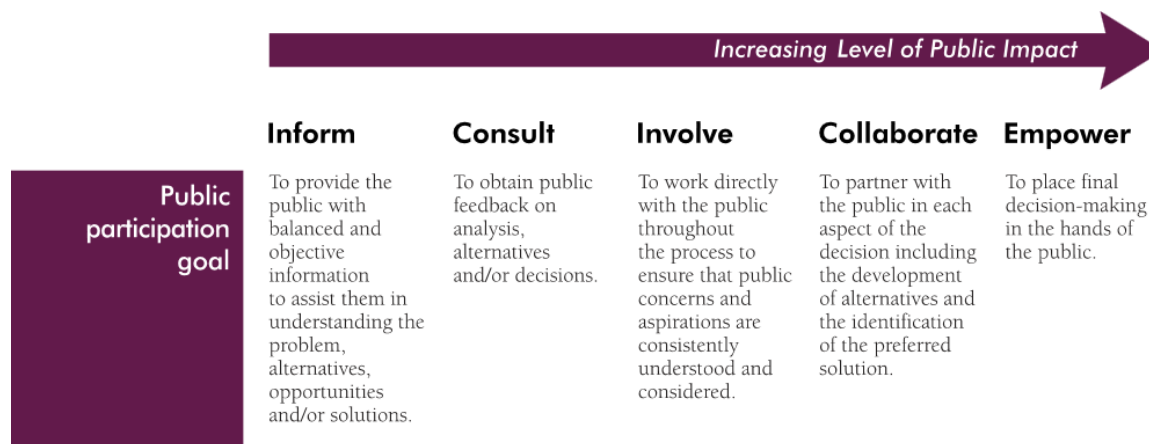 Increasing Level of Public Impact
Inform
Consult
Involve
Collaborate
Empower
Public
participation
goal
To provide the
public with
balanced and
objective
information
to assist them in
understanding the
problem,
alternatives,
opportunities
and/or solutions.
To obtain public
feedback on
analysis,
alternatives
and/or decisions.
To work directly
with the public
throughout
the process to
ensure that public
concerns and
aspirations are
consistently
understood and
considered.
To partner with
the public in each
aspect of the
decision including
the development
of alternatives and
the identification
of the preferred
solution.
To place final
decision-making
in the hands of
the public.